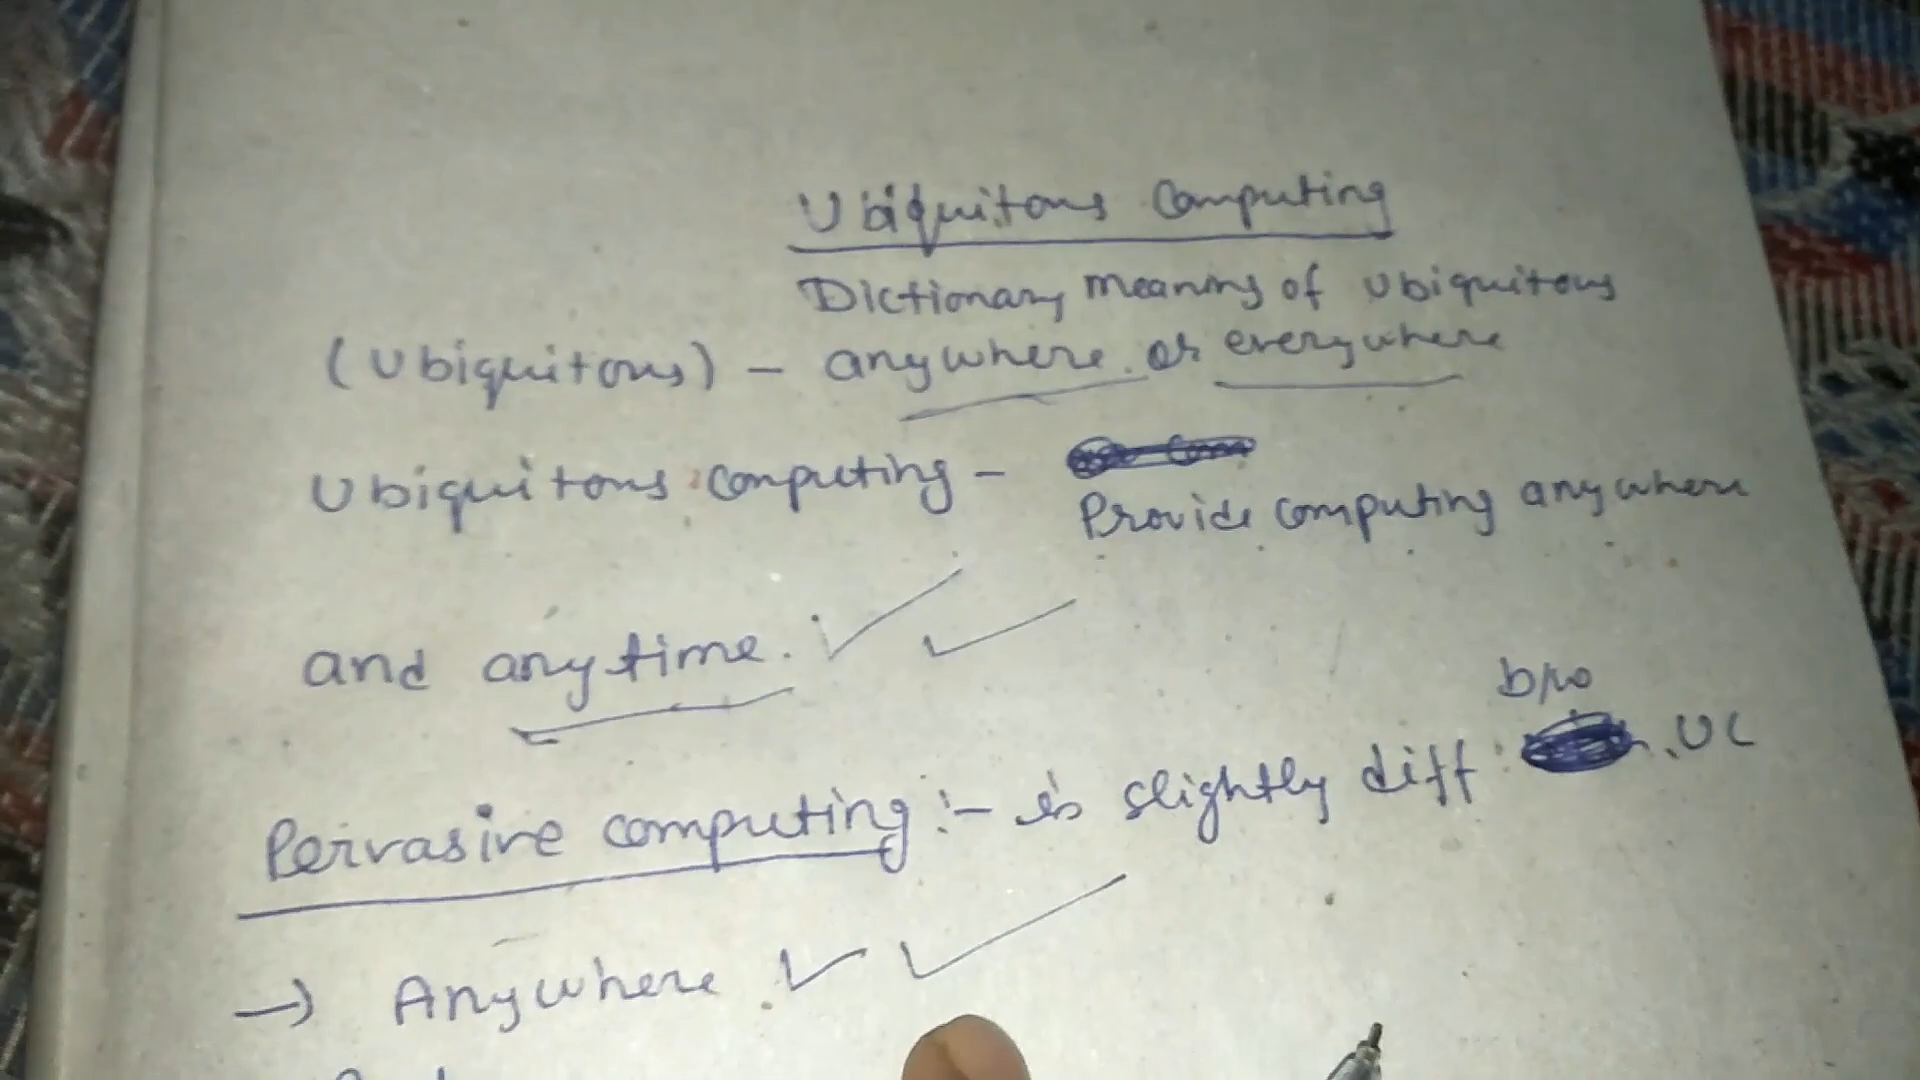 Ubiquitous Computing
Dictionary meaning of Ubiquitous
(Ubiquitous) - anywhere or everywhere
Ubiquitous computing -
Provide computing anywhere
and anytime.
b/w
Pervasive computing :- is slightly diff UC
→ Anywhere